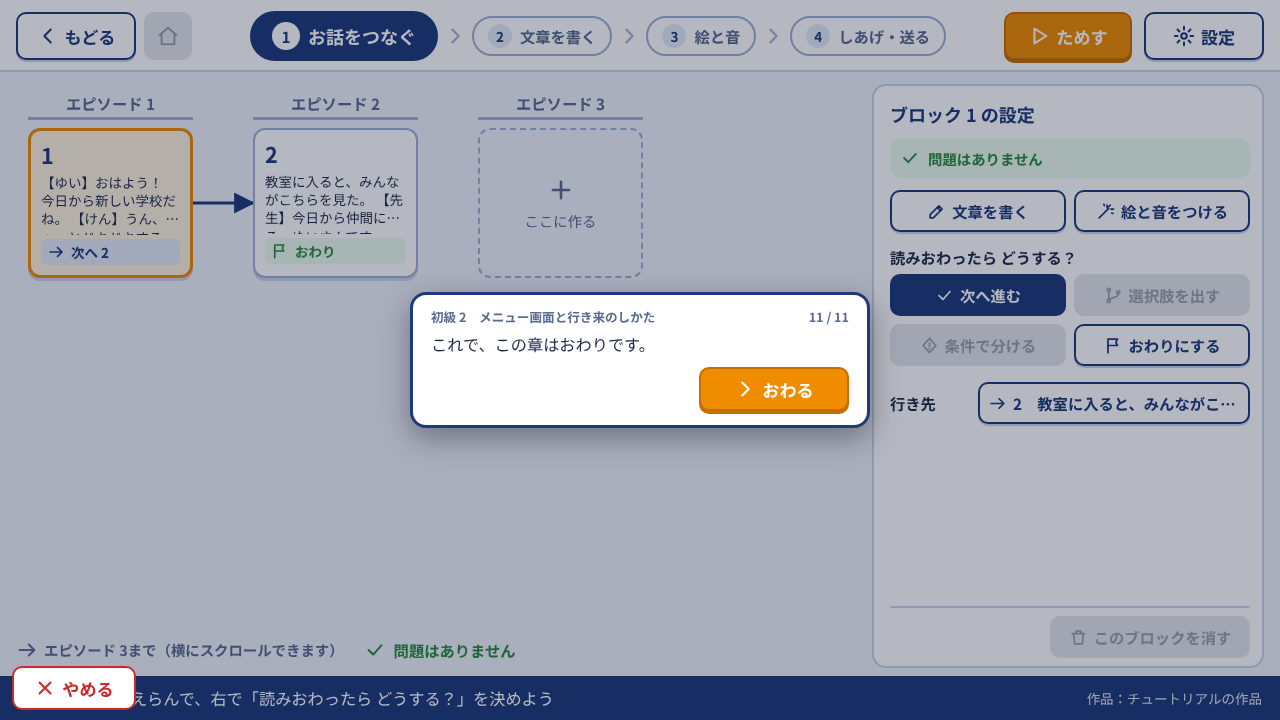 もどる
1 お話をつなぐ
2 文章を書く
3 絵と音
4 しあげ・送る
ためす
設定
エピソード 1
エピソード 2
エピソード 3
1
【ゆい】おはよう！
今日から新しい学校だ
ね。【けん】うん、…
次へ 2
2
教室に入ると、みんな
がこちらを見た。【先
生】今日から仲間に…
おわり
ここに作る
ブロック 1 の設定
問題はありません
文章を書く
絵と音をつける
読みおわったら どうする？
次へ進む
選択肢を出す
条件で分ける
おわりにする
行き先
2 教室に入ると、みんながこ…
このブロックを消す
初級 2 メニュー画面と行き来のしかた
11 / 11
これで、この章はおわりです。
おわる
エピソード 3まで（横にスクロールできます）
問題はありません
やめる
えらんで、右で「読みおわったら どうする？」を決めよう
作品：チュートリアルの作品